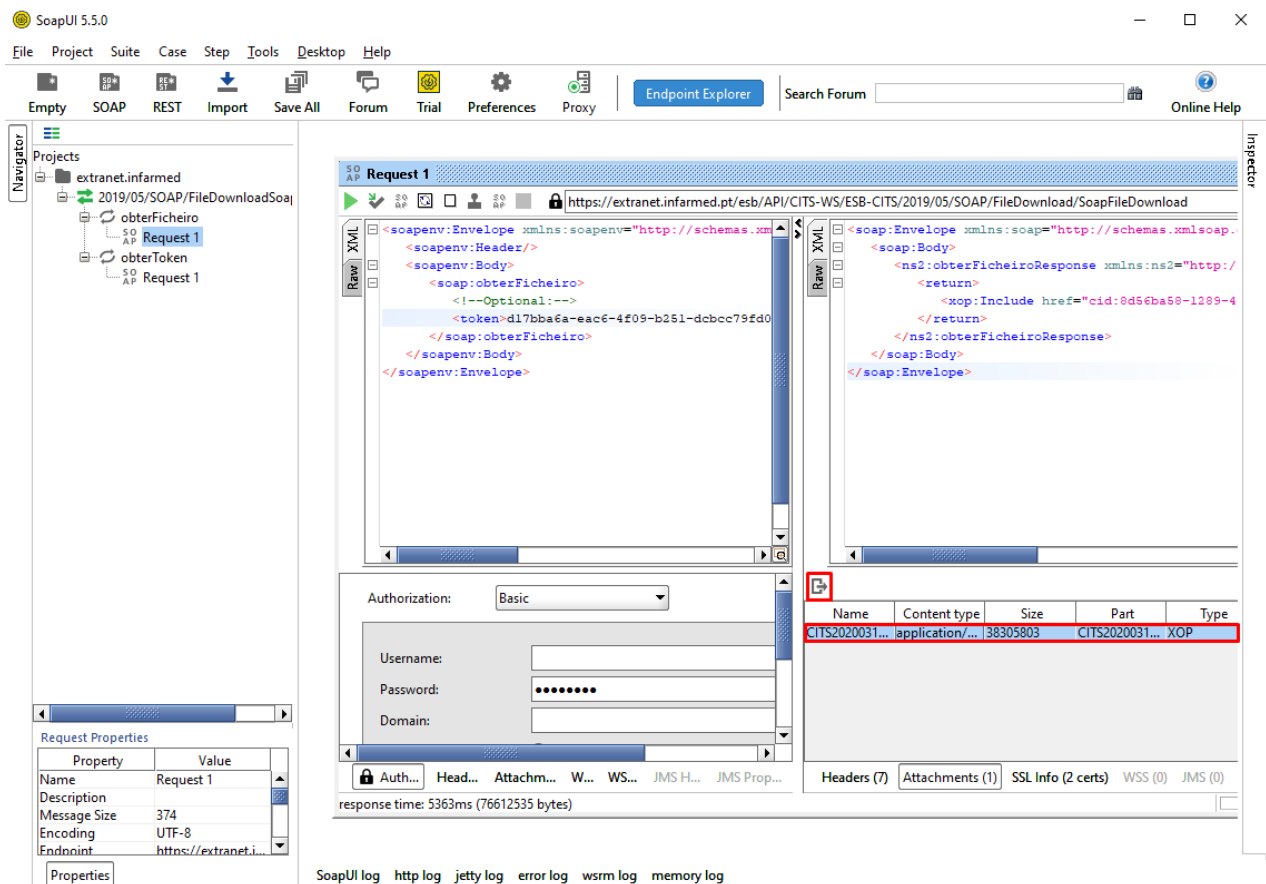 SoapUI 5.5.0
File Project Suite Case Step Tools Desktop Help
Empty SOAP REST Import Save All Forum Trial Preferences Proxy Endpoint Explorer Search Forum Online Help
Navigator
Projects
extranet.infarmed
2019/05/SOAP/FileDownloadSoap
obterFicheiro
SOAP Request 1
obterToken
SOAP Request 1
Request Properties
Property Value
Name Request 1
Description
Message Size 374
Encoding UTF-8
Endpoint https://extranet.i...
Properties
SOAP Request 1
https://extranet.infarmed.pt/esb/API/CITS-WS/ESB-CITS/2019/05/SOAP/FileDownload/SoapFileDownload
XML
Raw
<soapenv:Envelope xmlns:soapenv="http://schemas.xm
<soapenv:Header/>
<soapenv:Body>
<soap:obterFicheiro>
<!--Optional:-->
<token>d17bba6a-eac6-4f09-b251-dcbcc79fd0
</soap:obterFicheiro>
</soapenv:Body>
</soapenv:Envelope>
XML
Raw
<soap:Envelope xmlns:soap="http://schemas.xmlsoap.
<soap:Body>
<ns2:obterFicheiroResponse xmlns:ns2="http:/
<return>
<xop:Include href="cid:8d56ba58-1289-4
</return>
</ns2:obterFicheiroResponse>
</soap:Body>
</soap:Envelope>
Authorization: Basic
Username:
Password: ●●●●●●●●
Domain:
Auth... Head... Attachm... W... WS... JMS H... JMS Prop...
Name Content type Size Part Type
CITS2020031... application/... 38305803 CITS2020031... XOP
Headers (7) Attachments (1) SSL Info (2 certs) WSS (0) JMS (0)
response time: 5363ms (76612535 bytes)
Inspector
SoapUI log http log jetty log error log wsrm log memory log